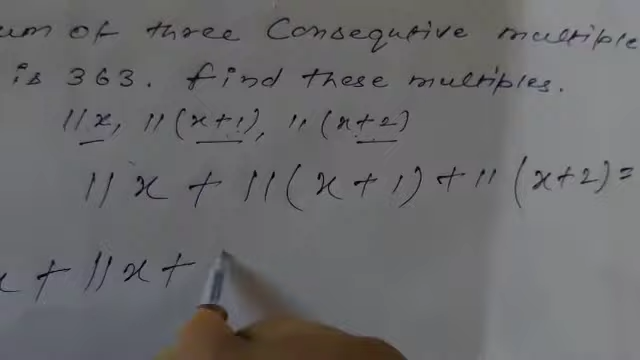 um of three Consequtive multiple
is 363. find these multiples.
11x, 11(x+1), 11(x+2)
11x + 11(x+1) + 11(x+2) =
x + 11x +